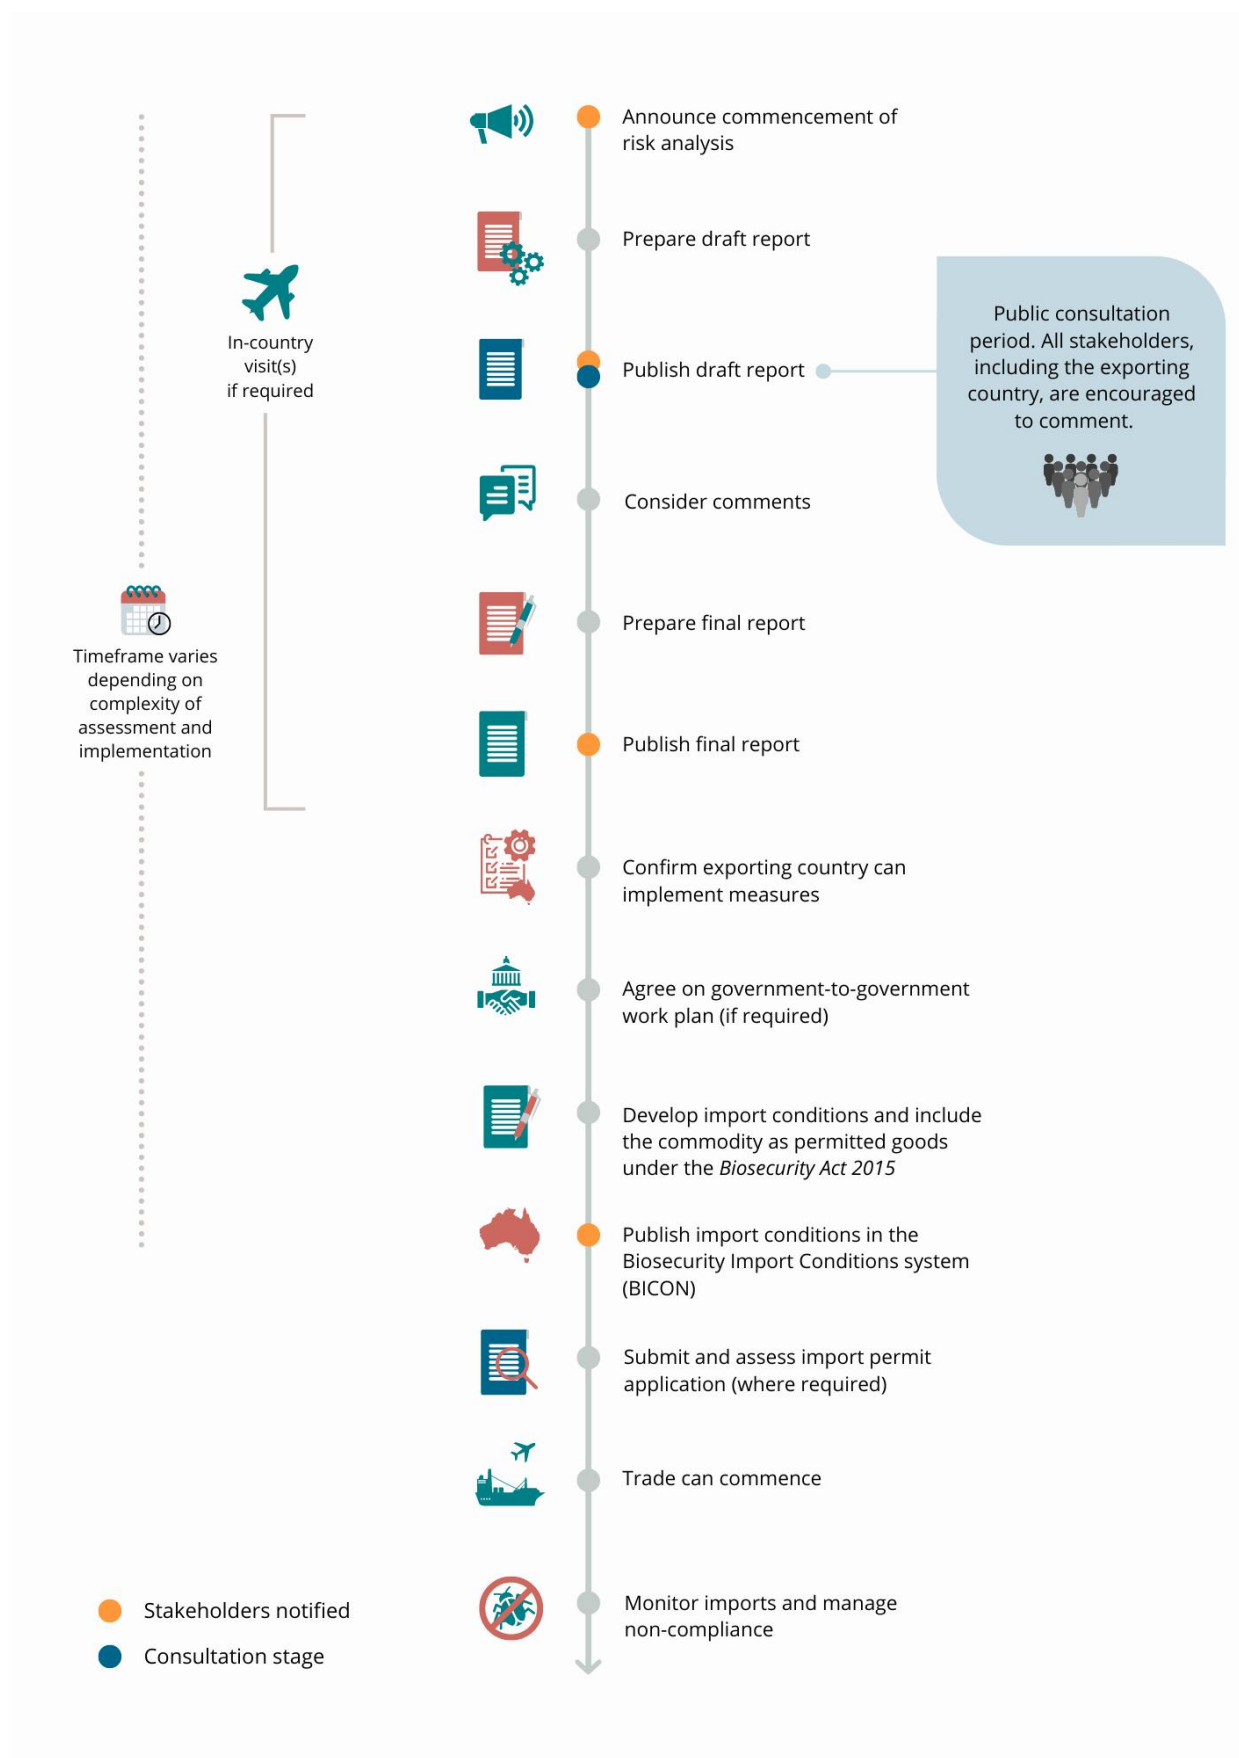 Announce commencement of
risk analysis
Prepare draft report
In-country
visit(s)
if required
Publish draft report
Public consultation
period. All stakeholders,
including the exporting
country, are encouraged
to comment.
Consider comments
Prepare final report
Timeframe varies
depending on
complexity of
assessment and
implementation
Publish final report
Confirm exporting country can
implement measures
Agree on government-to-government
work plan (if required)
Develop import conditions and include
the commodity as permitted goods
under the Biosecurity Act 2015
Publish import conditions in the
Biosecurity Import Conditions system
(BICON)
Submit and assess import permit
application (where required)
Trade can commence
Monitor imports and manage
non-compliance
Stakeholders notified
Consultation stage